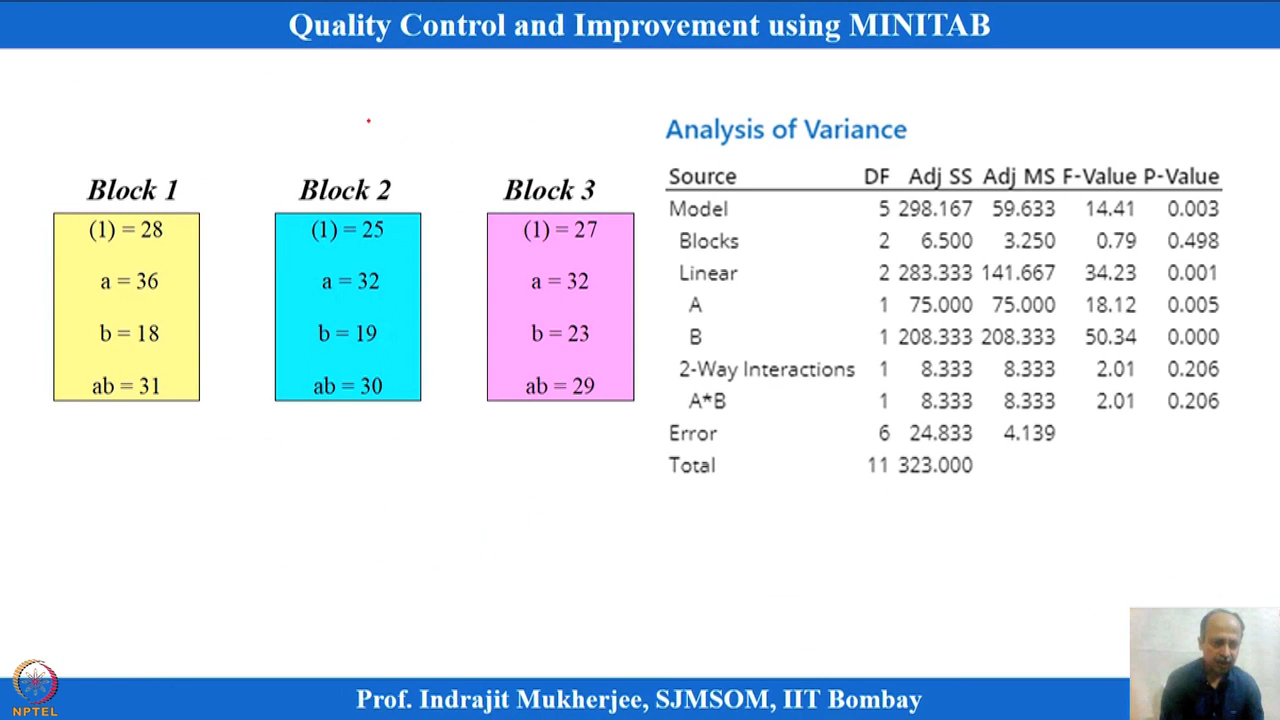 Quality Control and Improvement using MINITAB
Block 1
(1) = 28
a = 36
b = 18
ab = 31
Block 2
(1) = 25
a = 32
b = 19
ab = 30
Block 3
(1) = 27
a = 32
b = 23
ab = 29
Analysis of Variance
Source DF Adj SS Adj MS F-Value P-Value
Model 5 298.167 59.633 14.41 0.003
Blocks 2 6.500 3.250 0.79 0.498
Linear 2 283.333 141.667 34.23 0.001
A 1 75.000 75.000 18.12 0.005
B 1 208.333 208.333 50.34 0.000
2-Way Interactions 1 8.333 8.333 2.01 0.206
A*B 1 8.333 8.333 2.01 0.206
Error 6 24.833 4.139
Total 11 323.000
NPTEL
Prof. Indrajit Mukherjee, SJMSOM, IIT Bombay